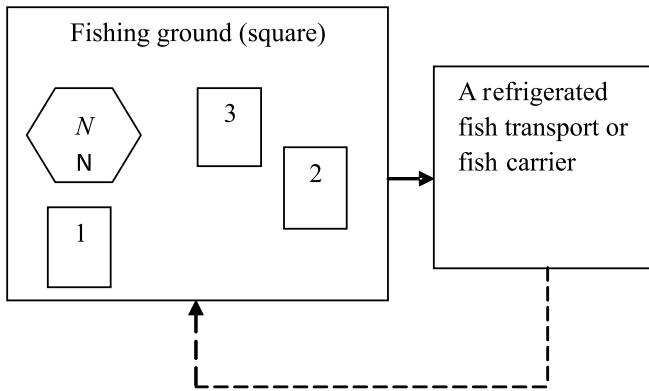 Fishing ground (square)
N
N
3
2
1
A refrigerated
fish transport or
fish carrier